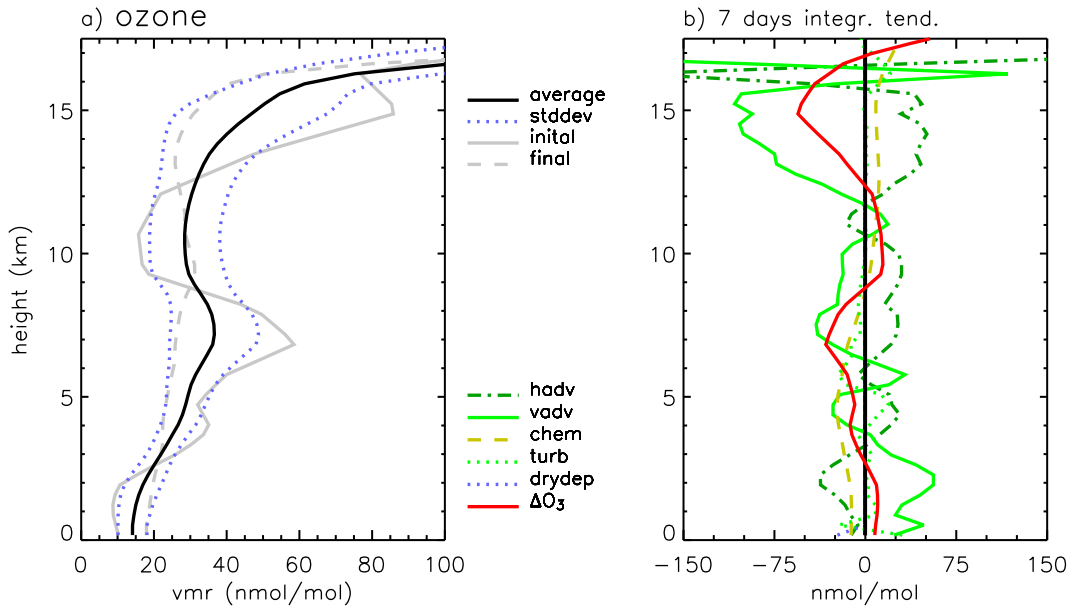 a) ozone
b) 7 days integr. tend.
15
10
5
0
height (km)
0 20 40 60 80 100
vmr (nmol/mol)
average
stddev
inital
final
hadv
vadv
chem
turb
drydep
ΔO₃
15
10
5
0
−150 −75 0 75 150
nmol/mol